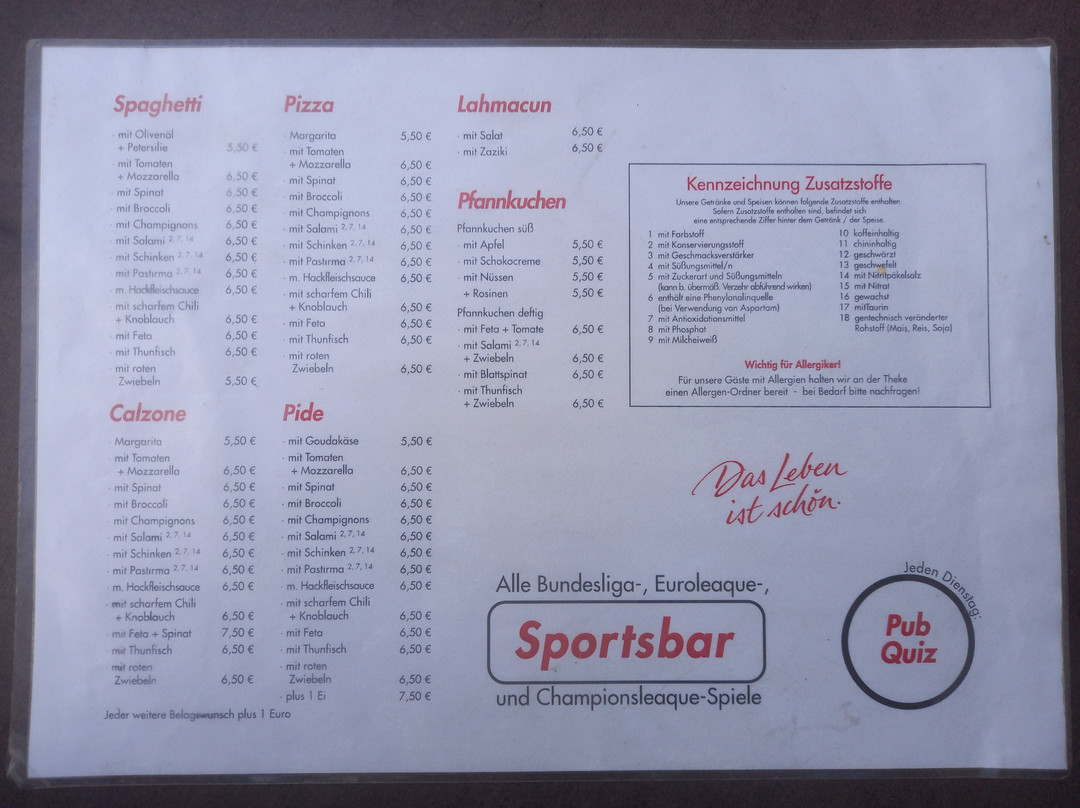 Spaghetti
· mit Olivenöl
+ Petersilie 5,50 €
· mit Tomaten
+ Mozzarella 6,50 €
· mit Spinat 6,50 €
· mit Broccoli 6,50 €
· mit Champignons 6,50 €
· mit Salami 2, 7, 14 6,50 €
· mit Schinken 2, 7, 14 6,50 €
· mit Pastırma 2, 7, 14 6,50 €
· m. Hackfleischsauce 6,50 €
· mit scharfem Chili
+ Knoblauch 6,50 €
· mit Feta 6,50 €
· mit Thunfisch 6,50 €
· mit roten
Zwiebeln 5,50 €
Calzone
Margarita 5,50 €
· mit Tomaten
+ Mozzarella 6,50 €
· mit Spinat 6,50 €
· mit Broccoli 6,50 €
mit Champignons 6,50 €
· mit Salami 2, 7, 14 6,50 €
· mit Schinken 2, 7, 14 6,50 €
· mit Pastırma 2, 7, 14 6,50 €
· m. Hackfleischsauce 6,50 €
· mit scharfem Chili
+ Knoblauch 6,50 €
· mit Feta + Spinat 7,50 €
· mit Thunfisch 6,50 €
· mit roten
Zwiebeln 6,50 €
Jeder weitere Belagswunsch plus 1 Euro
Pizza
· Margarita 5,50 €
· mit Tomaten
+ Mozzarella 6,50 €
· mit Spinat 6,50 €
· mit Broccoli 6,50 €
· mit Champignons 6,50 €
· mit Salami 2, 7, 14 6,50 €
· mit Schinken 2, 7, 14 6,50 €
· mit Pastırma 2, 7, 14 6,50 €
· m. Hackfleischsauce 6,50 €
· mit scharfem Chili
+ Knoblauch 6,50 €
· mit Feta 6,50 €
· mit Thunfisch 6,50 €
· mit roten
Zwiebeln 6,50 €
Pide
· mit Goudakäse 5,50 €
· mit Tomaten
+ Mozzarella 6,50 €
· mit Spinat 6,50 €
· mit Broccoli 6,50 €
· mit Champignons 6,50 €
· mit Salami 2, 7, 14 6,50 €
· mit Schinken 2, 7, 14 6,50 €
· mit Pastırma 2, 7, 14 6,50 €
· m. Hackfleischsauce 6,50 €
· mit scharfem Chili
+ Knoblauch 6,50 €
· mit Feta 6,50 €
· mit Thunfisch 6,50 €
· mit roten
Zwiebeln 6,50 €
· plus 1 Ei 7,50 €
Lahmacun
· mit Salat 6,50 €
· mit Zaziki 6,50 €
Pfannkuchen
Pfannkuchen süß
· mit Apfel 5,50 €
· mit Schokocreme 5,50 €
· mit Nüssen 5,50 €
+ Rosinen 5,50 €
Pfannkuchen deftig
· mit Feta + Tomate 6,50 €
· mit Salami 2, 7, 14
+ Zwiebeln 6,50 €
· mit Blattspinat 6,50 €
· mit Thunfisch
+ Zwiebeln 6,50 €
Kennzeichnung Zusatzstoffe
Unsere Getränke und Speisen können folgende Zusatzstoffe enthalten.
Sofern Zusatzstoffe enthalten sind, befindet sich
eine entsprechende Ziffer hinter dem Getränk / der Speise.
1 mit Farbstoff
2 mit Konservierungsstoff
3 mit Geschmacksverstärker
4 mit Süßungsmittel/n
5 mit Zuckerart und Süßungsmitteln
(kann b. übermäß. Verzehr abführend wirken)
6 enthält eine Phenylanalinquelle
(bei Verwendung von Aspartam)
7 mit Antioxidationsmittel
8 mit Phosphat
9 mit Milcheiweiß
10 koffeinhaltig
11 chininhaltig
12 geschwärzt
13 geschwefelt
14 mit Nitritpökelsalz
15 mit Nitrat
16 gewachst
17 mitTaurin
18 gentechnisch veränderter
Rohstoff (Mais, Reis, Soja)
Wichtig für Allergiker!
Für unsere Gäste mit Allergien halten wir an der Theke
einen Allergen-Ordner bereit - bei Bedarf bitte nachfragen!
Das Leben
ist schön.
Alle Bundesliga-, Euroleaque-,
Sportsbar
und Championsleaque-Spiele
Jeden Dienstag:
Pub
Quiz